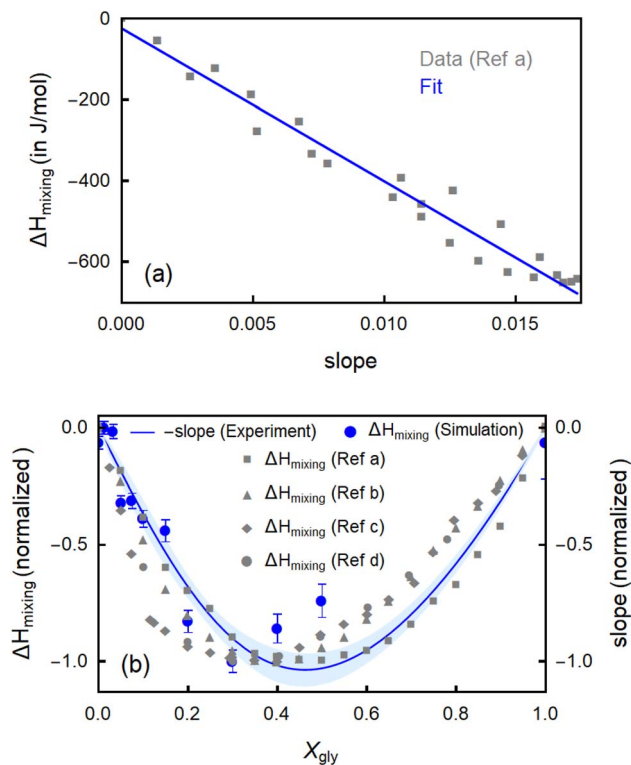 0
−200
−400
−600
ΔHmixing (in J/mol)
Data (Ref a)
Fit
(a)
0.000
0.005
0.010
0.015
slope
0.0
−0.5
−1.0
ΔHmixing (normalized )
−slope (Experiment)
ΔHmixing (Simulation)
ΔHmixing (Ref a)
ΔHmixing (Ref b)
ΔHmixing (Ref c)
ΔHmixing (Ref d)
(b)
0.0
−0.5
−1.0
slope (normalized )
0.0
0.2
0.4
0.6
0.8
1.0
Xgly